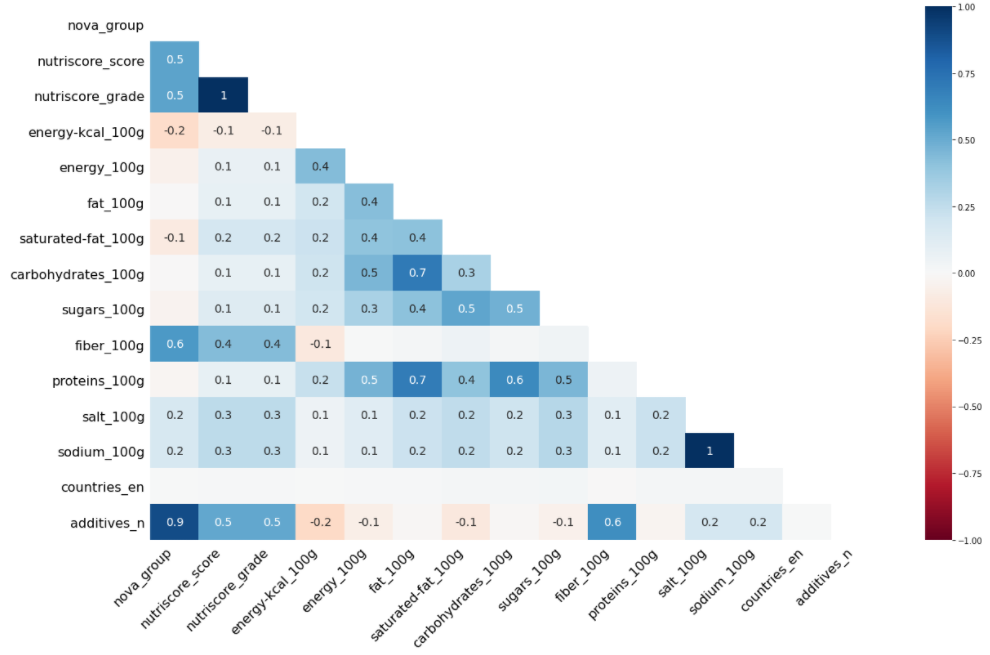 nova_group
nutriscore_score 0.5
nutriscore_grade 0.5 1
energy-kcal_100g -0.2 -0.1 -0.1
energy_100g 0.1 0.1 0.4
fat_100g 0.1 0.1 0.2 0.4
saturated-fat_100g -0.1 0.2 0.2 0.2 0.4 0.4
carbohydrates_100g 0.1 0.1 0.2 0.5 0.7 0.3
sugars_100g 0.1 0.1 0.2 0.3 0.4 0.5 0.5
fiber_100g 0.6 0.4 0.4 -0.1
proteins_100g 0.1 0.1 0.2 0.5 0.7 0.4 0.6 0.5
salt_100g 0.2 0.3 0.3 0.1 0.1 0.2 0.2 0.2 0.3 0.1 0.2
sodium_100g 0.2 0.3 0.3 0.1 0.1 0.2 0.2 0.2 0.3 0.1 0.2 1
countries_en
additives_n 0.9 0.5 0.5 -0.2 -0.1 -0.1 -0.1 0.6 0.2 0.2
nova_group
nutriscore_score
nutriscore_grade
energy-kcal_100g
energy_100g
fat_100g
saturated-fat_100g
carbohydrates_100g
sugars_100g
fiber_100g
proteins_100g
salt_100g
sodium_100g
countries_en
additives_n
1.00
0.75
0.50
0.25
0.00
−0.25
−0.50
−0.75
−1.00